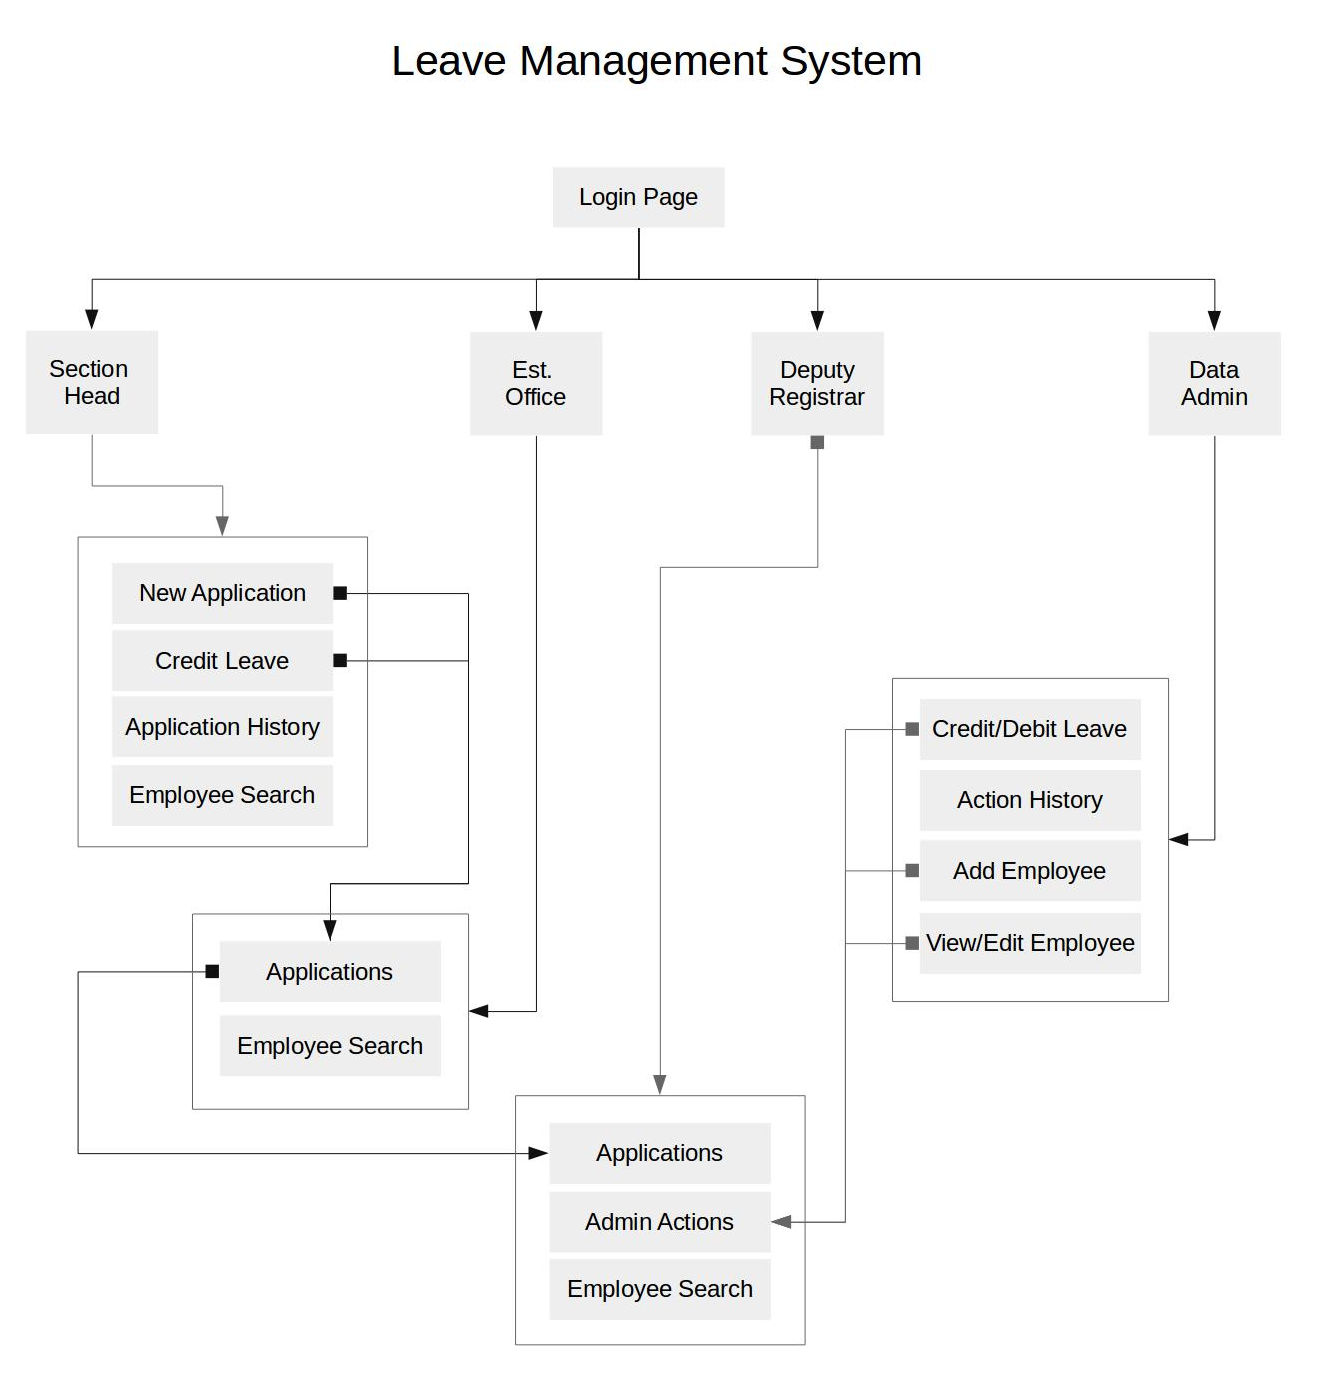 Leave Management System
Login Page
Section
Head
Est.
Office
Deputy
Registrar
Data
Admin
New Application
Credit Leave
Application History
Employee Search
Credit/Debit Leave
Action History
Add Employee
View/Edit Employee
Applications
Employee Search
Applications
Admin Actions
Employee Search